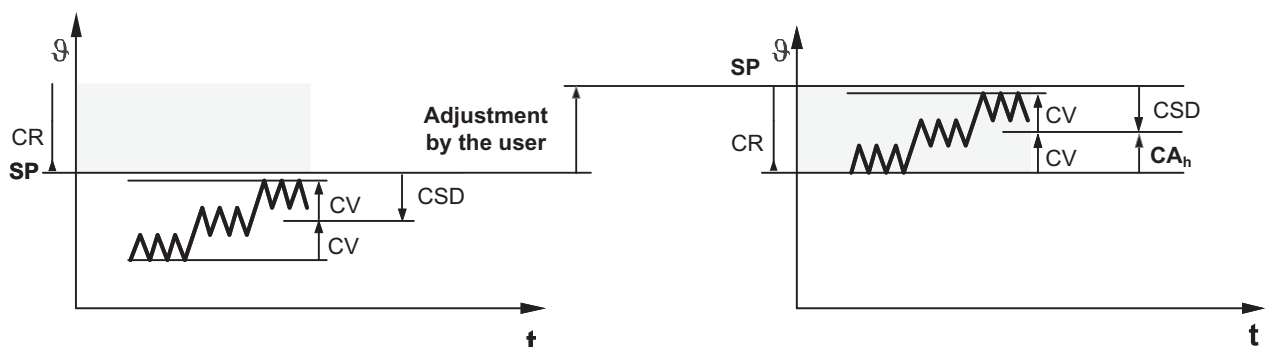 ϑ
CR
SP
CV
CV
CSD
t
Adjustment
by the user
SP
ϑ
CR
CV
CV
CSD
CAh
t